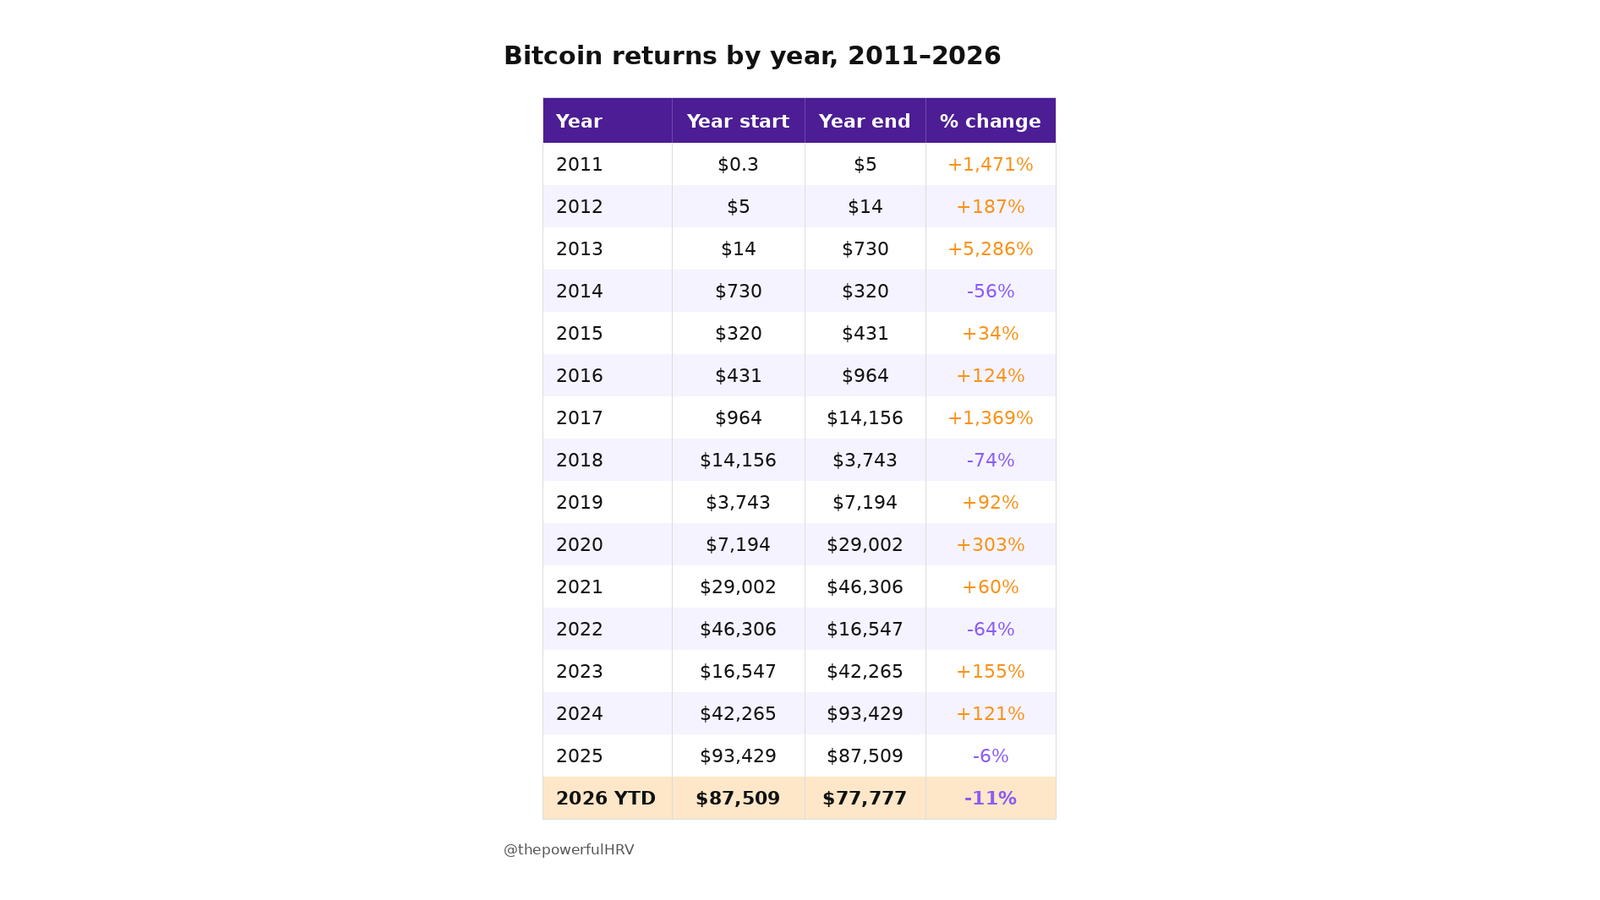 Bitcoin returns by year, 2011–2026
Year Year start Year end % change
2011 $0.3 $5 +1,471%
2012 $5 $14 +187%
2013 $14 $730 +5,286%
2014 $730 $320 -56%
2015 $320 $431 +34%
2016 $431 $964 +124%
2017 $964 $14,156 +1,369%
2018 $14,156 $3,743 -74%
2019 $3,743 $7,194 +92%
2020 $7,194 $29,002 +303%
2021 $29,002 $46,306 +60%
2022 $46,306 $16,547 -64%
2023 $16,547 $42,265 +155%
2024 $42,265 $93,429 +121%
2025 $93,429 $87,509 -6%
2026 YTD $87,509 $77,777 -11%
@thepowerfulHRV